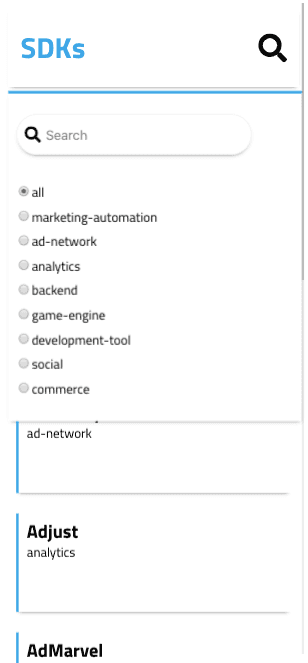 SDKs
Search
all
marketing-automation
ad-network
analytics
backend
game-engine
development-tool
social
commerce
ad-network
Adjust
analytics
AdMarvel